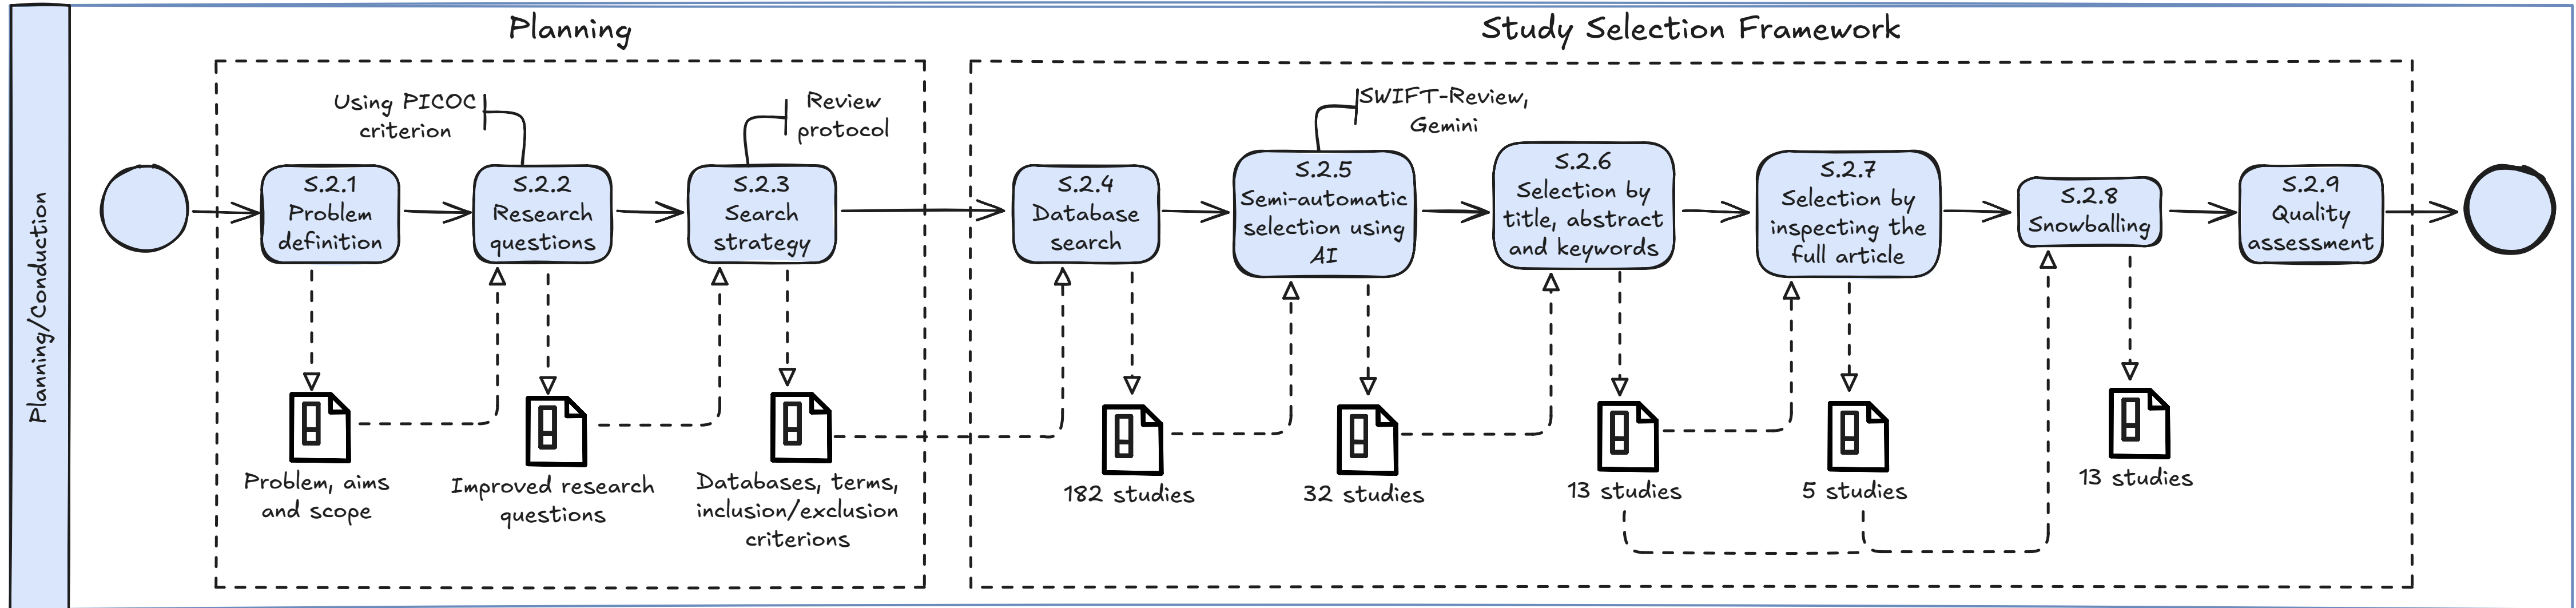 Planning
Study Selection Framework
Planning/Conduction
Using PICOC
criterion
Review
protocol
SWIFT-Review,
Gemini
S.2.1
Problem
definition
S.2.2
Research
questions
S.2.3
Search
strategy
S.2.4
Database
search
S.2.5
Semi-automatic
selection using
AI
S.2.6
Selection by
title, abstract
and keywords
S.2.7
Selection by
inspecting the
full article
S.2.8
Snowballing
S.2.9
Quality
assessment
Problem, aims
and scope
Improved research
questions
Databases, terms,
inclusion/exclusion
criterions
182 studies
32 studies
13 studies
5 studies
13 studies